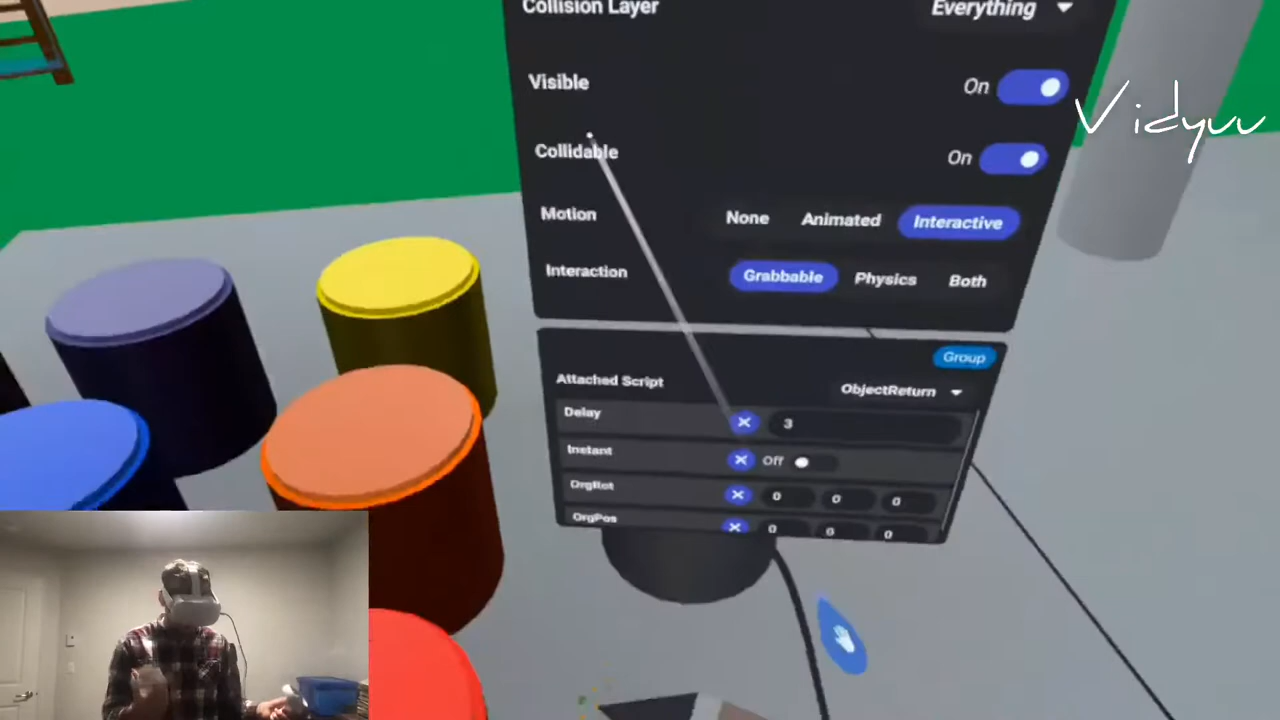 Collision Layer Everything
Vidyuu
Visible On
Collidable On
Motion None Animated Interactive
Interaction Grabbable Physics Both
Group
Attached Script ObjectReturn
Delay 3
Instant Off
OrgRot 0 0 0
OrgPos 0 0 0